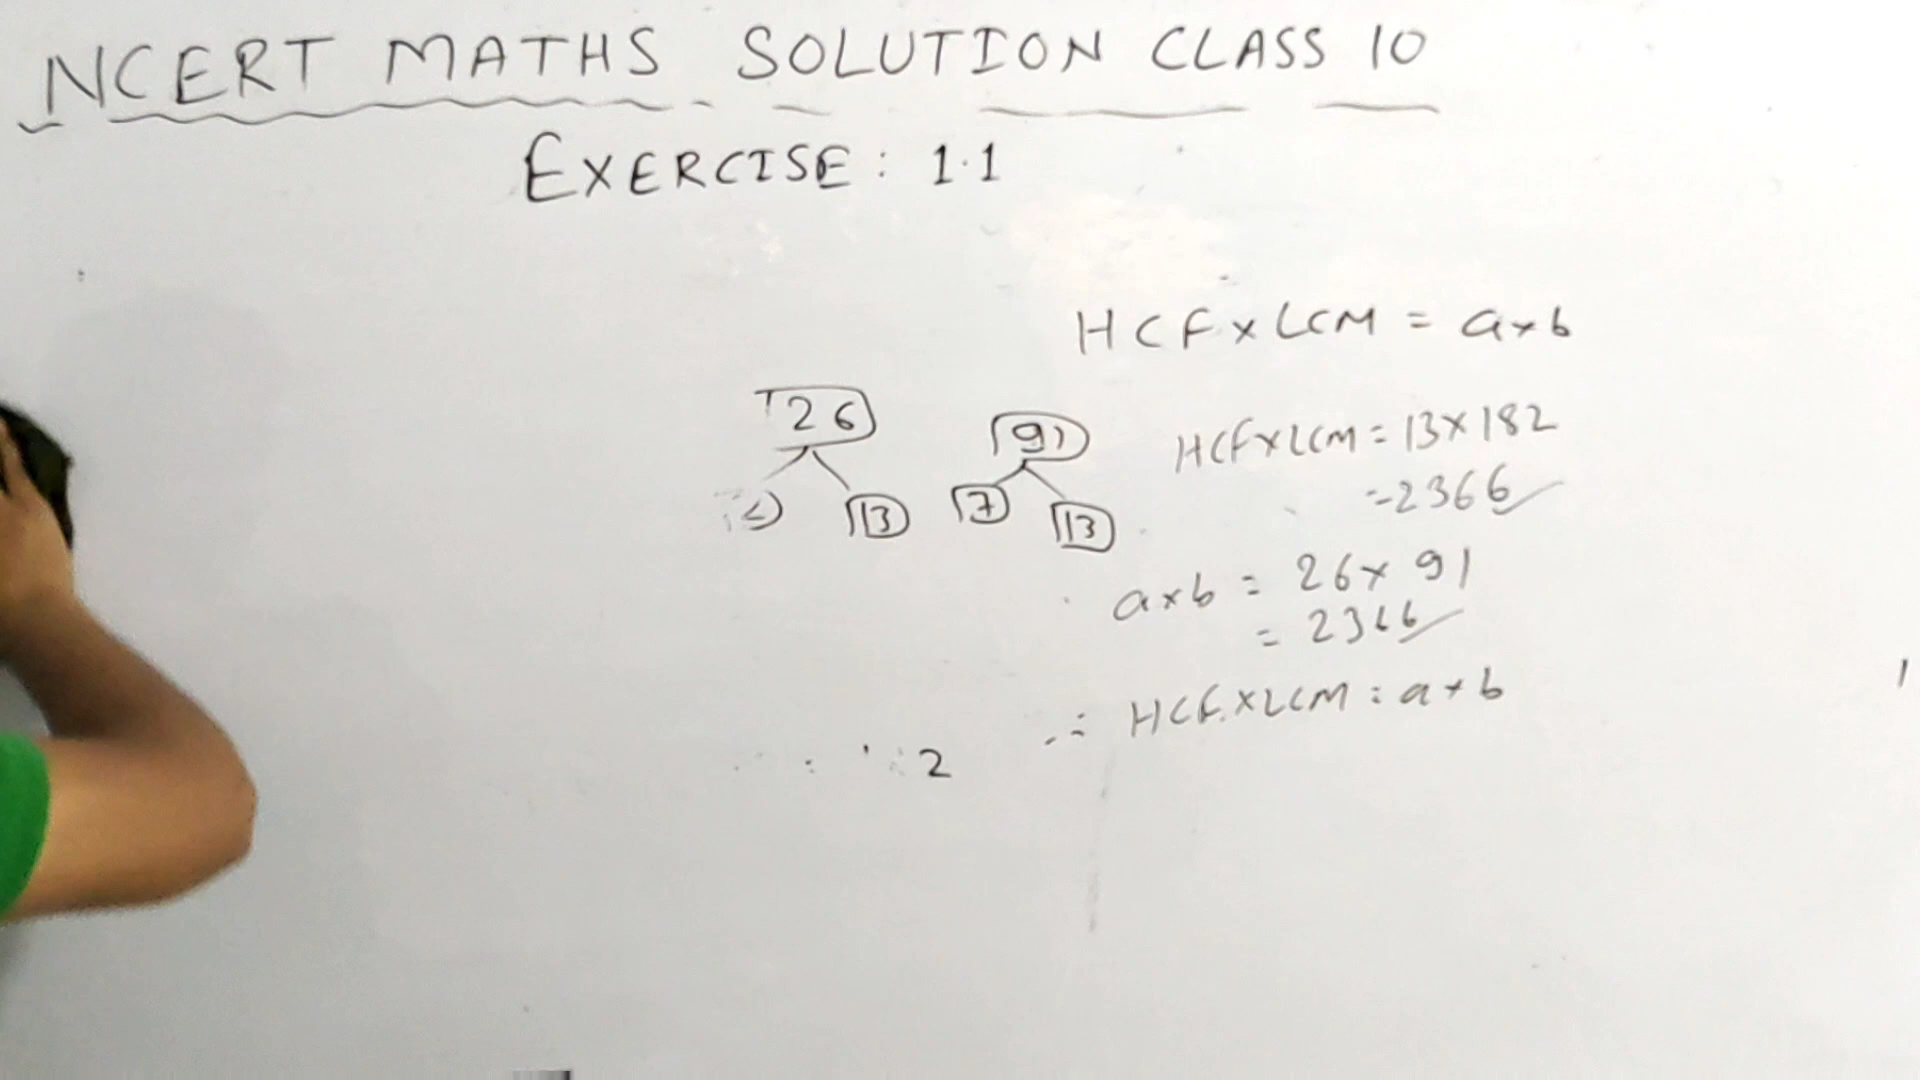 NCERT MATHS SOLUTION CLASS 10
EXERCISE: 1.1
HCF x LCM = a x b
26
91
HCF x LCM = 13 x 182
= 2366
7
13
13
a x b = 26 x 91
= 2366
∴ HCF x LCM = a x b
2